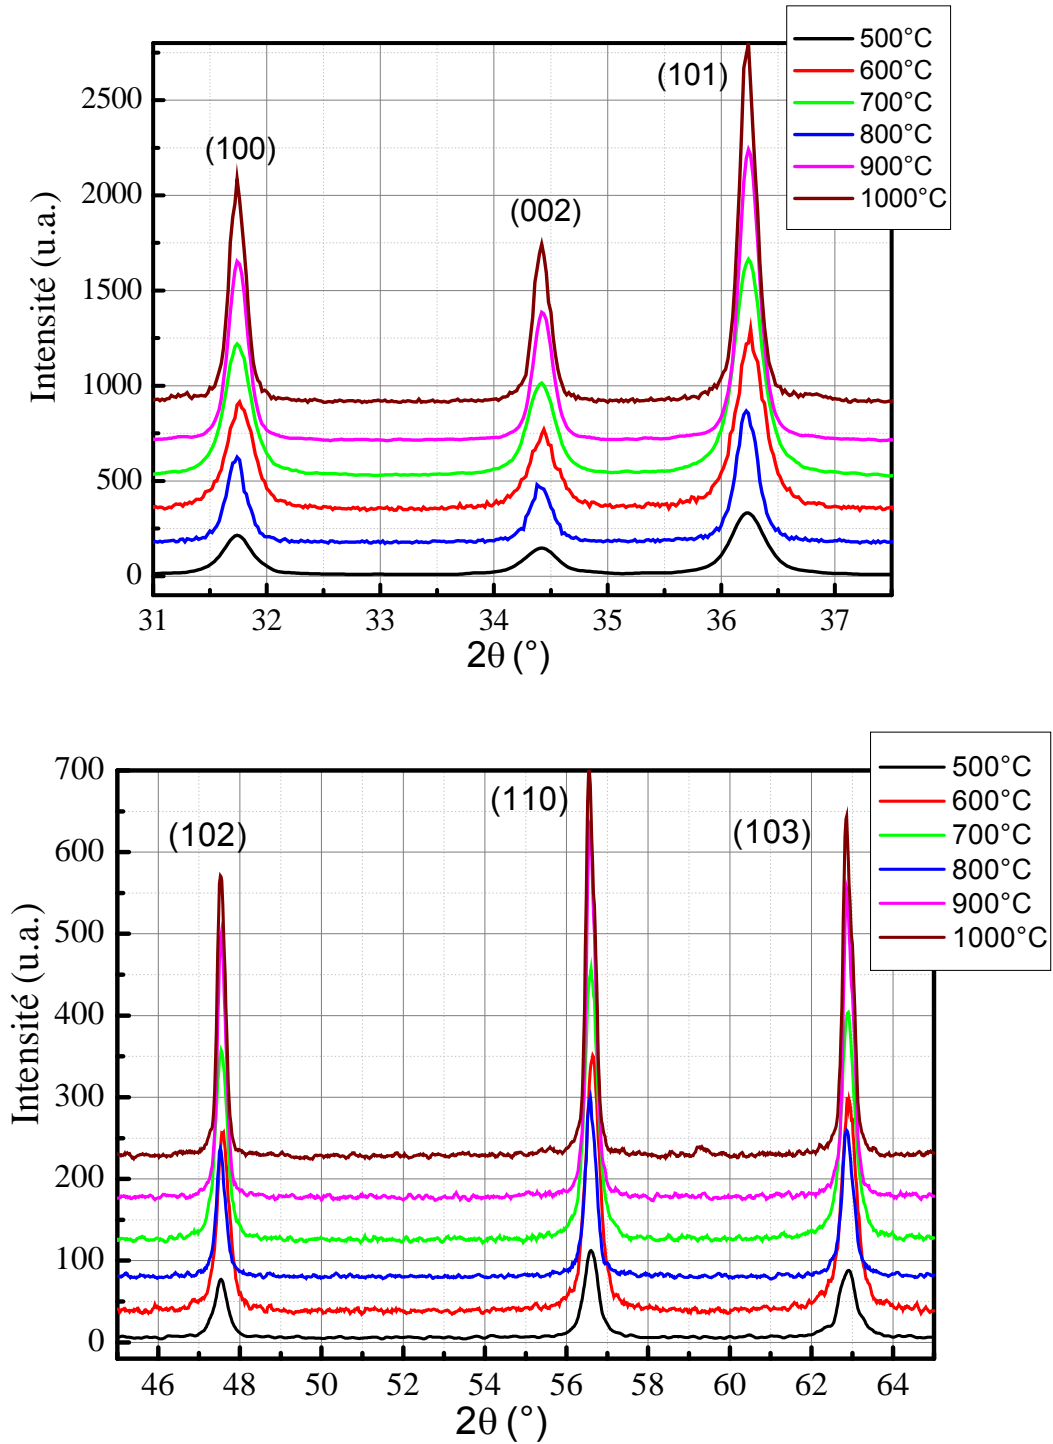 500°C
600°C
700°C
800°C
900°C
1000°C
(100)
(002)
(101)
Intensité (u.a.)
2500
2000
1500
1000
500
0
31 32 33 34 35 36 37
2θ (°)
500°C
600°C
700°C
800°C
900°C
1000°C
(102)
(110)
(103)
Intensité (u.a.)
700
600
500
400
300
200
100
0
46 48 50 52 54 56 58 60 62 64
2θ (°)